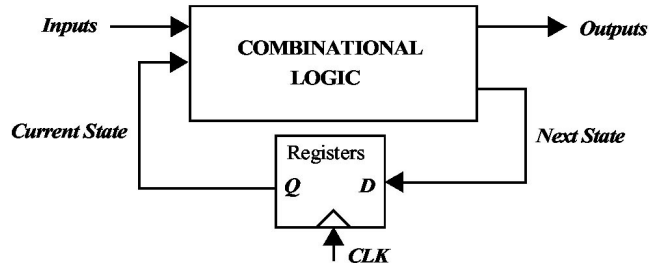 Inputs
COMBINATIONAL
LOGIC
Outputs
Current State
Next State
Registers
Q D
CLK